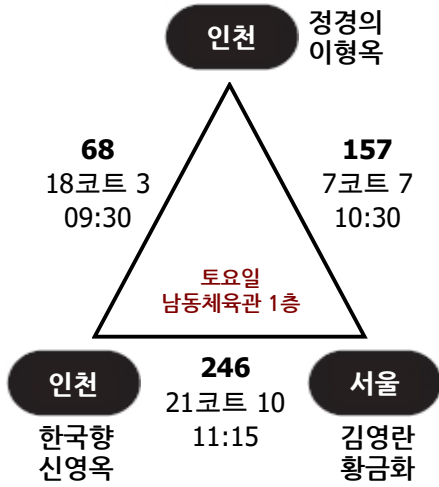 인천
정경의
이형옥
68
18코트 3
09:30
157
7코트 7
10:30
토요일
남동체육관 1층
246
21코트 10
11:15
인천
한국향
신영옥
서울
김영란
황금화